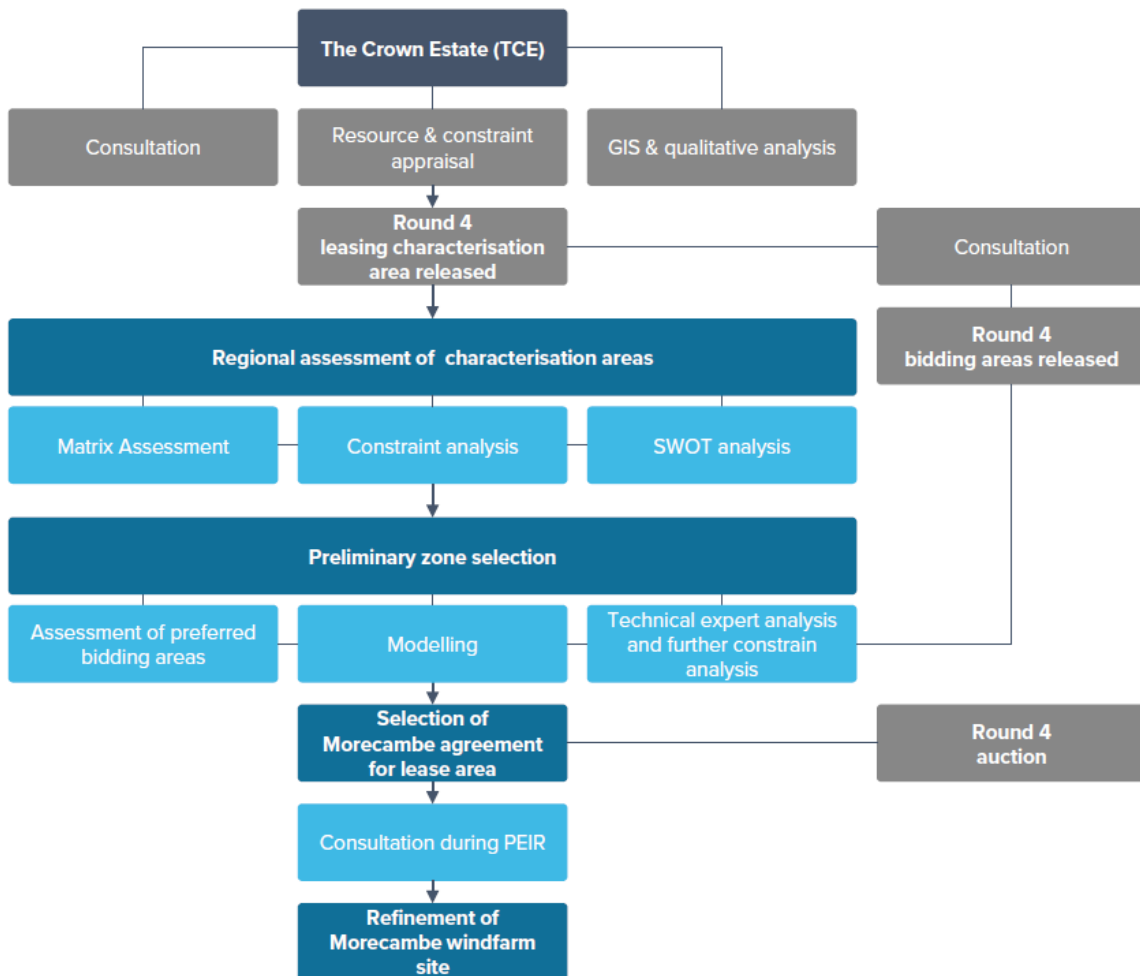 The Crown Estate (TCE)
Consultation
Resource & constraint
appraisal
GIS & qualitative analysis
Round 4
leasing characterisation
area released
Consultation
Regional assessment of characterisation areas
Round 4
bidding areas released
Matrix Assessment
Constraint analysis
SWOT analysis
Preliminary zone selection
Assessment of preferred
bidding areas
Modelling
Technical expert analysis
and further constrain
analysis
Selection of
Morecambe agreement
for lease area
Round 4
auction
Consultation during PEIR
Refinement of
Morecambe windfarm
site